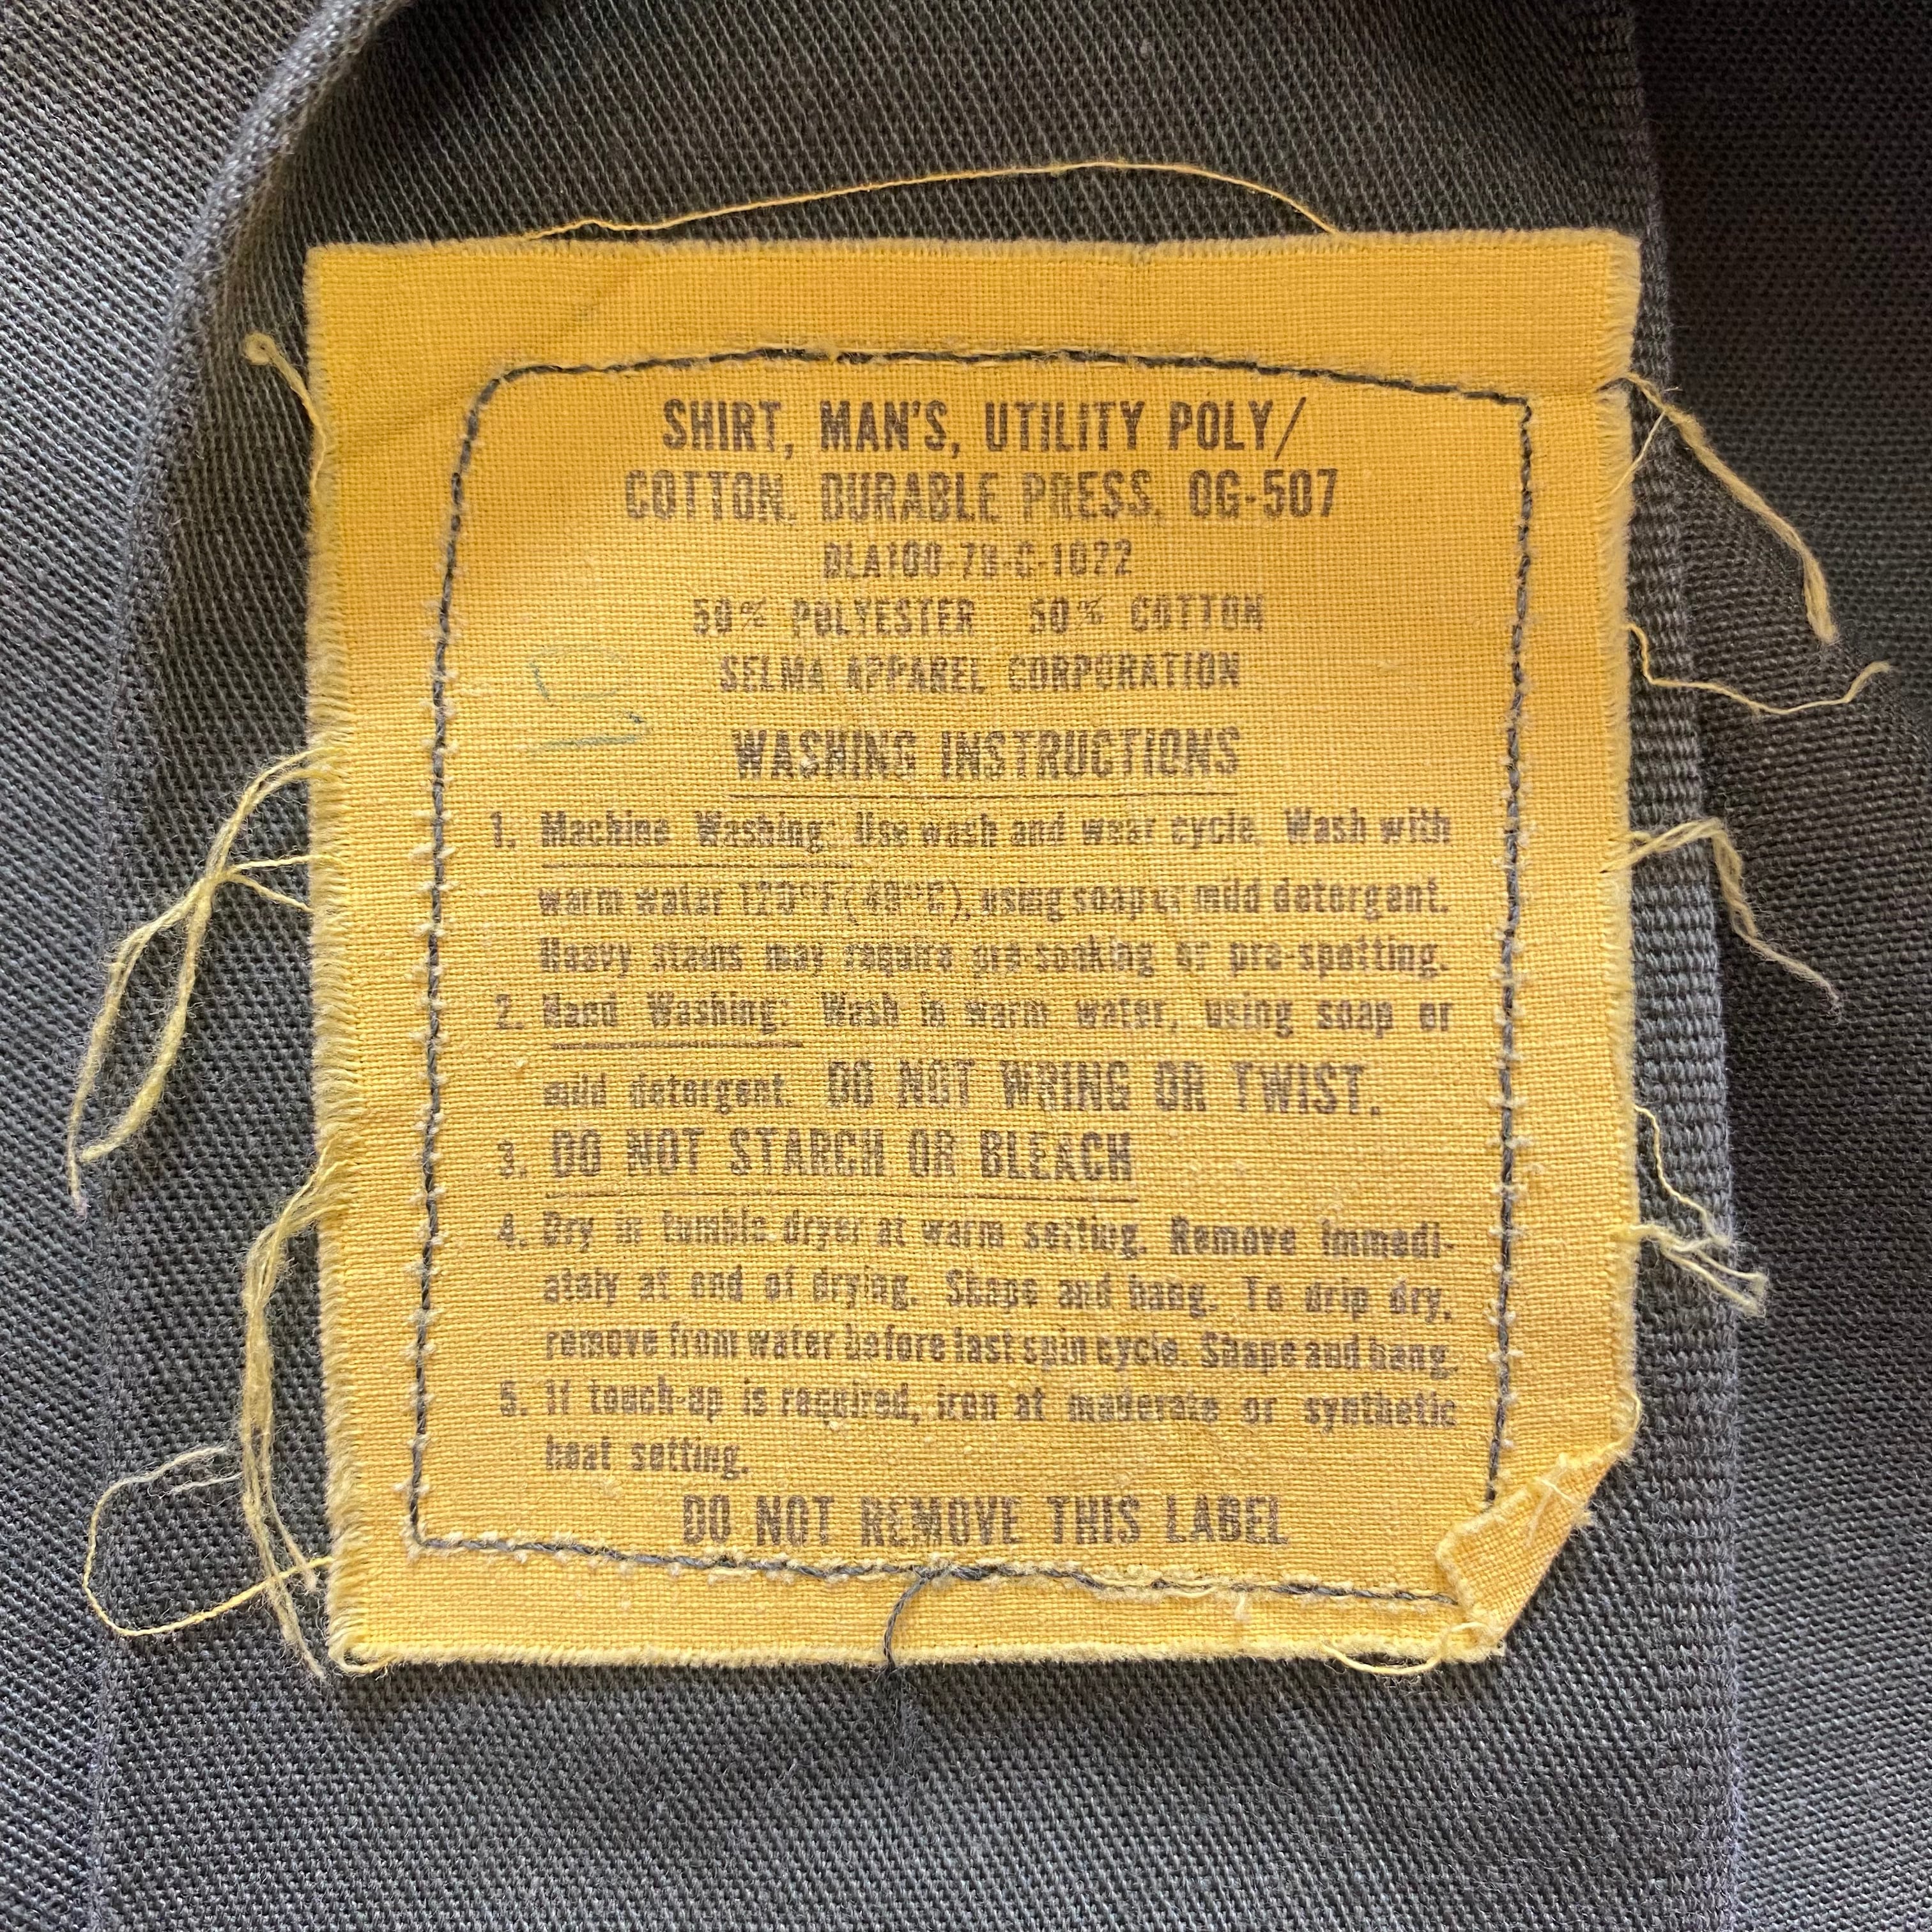 SHIRT, MAN'S, UTILITY POLY/
COTTON. DURABLE PRESS. OG-507
DLA100-78-C-1022
50% POLYESTER 50% COTTON
SELMA APPAREL CORPORATION
WASHING INSTRUCTIONS
1. Machine Washing: Use wash and wear cycle. Wash with
warm water 120°F(49°C), using soap or mild detergent.
Heavy stains may require pre-soaking or pre-spotting.
2. Hand Washing: Wash in warm water, using soap or
mild detergent. DO NOT WRING OR TWIST.
3. DO NOT STARCH OR BLEACH
4. Dry in tumble dryer at warm setting. Remove immedi-
ately at end of drying. Shape and hang. To drip dry,
remove from water before last spin cycle. Shape and hang.
5. If touch-up is required, iron at moderate or synthetic
heat setting.
DO NOT REMOVE THIS LABEL